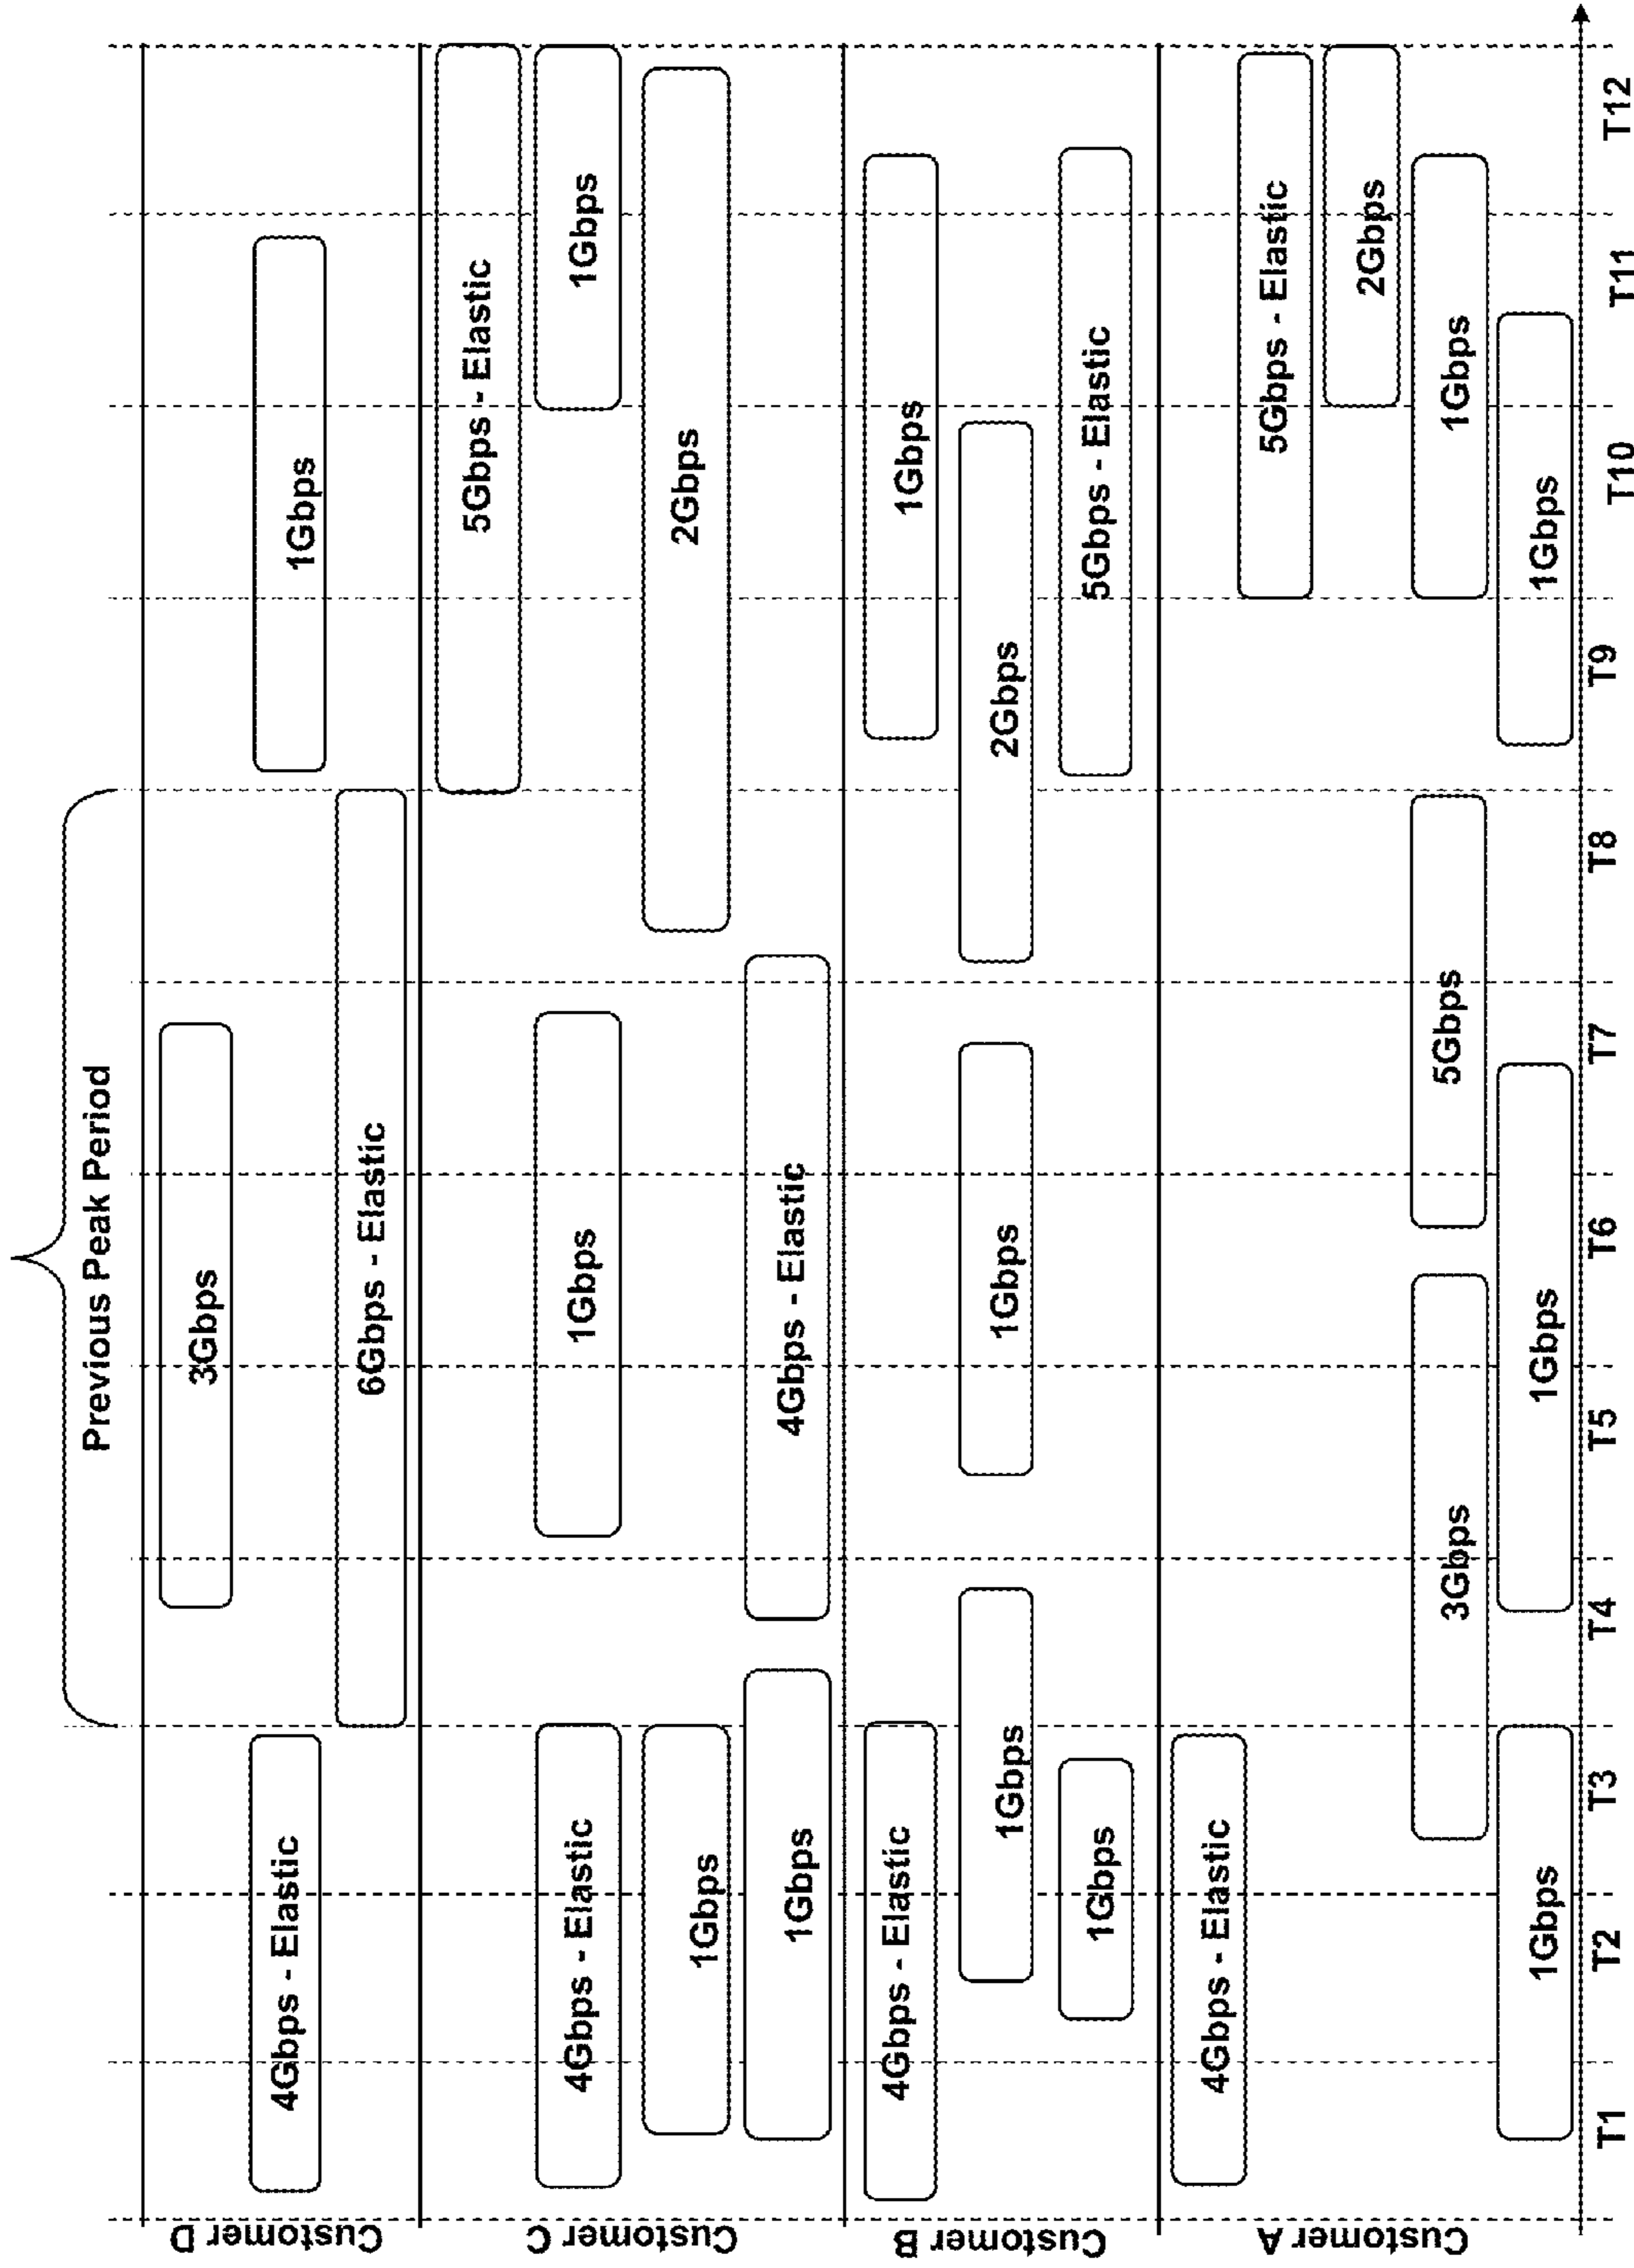 Previous Peak Period
Customer D
3Gbps
4Gbps - Elastic
1Gbps
6Gbps - Elastic
Customer C
5Gbps - Elastic
4Gbps - Elastic
1Gbps
1Gbps
1Gbps
2Gbps
1Gbps
4Gbps - Elastic
Customer B
4Gbps - Elastic
1Gbps
1Gbps
1Gbps
2Gbps
1Gbps
5Gbps - Elastic
Customer A
4Gbps - Elastic
5Gbps - Elastic
2Gbps
3Gbps
5Gbps
1Gbps
1Gbps
1Gbps
1Gbps
T1 T2 T3 T4 T5 T6 T7 T8 T9 T10 T11 T12